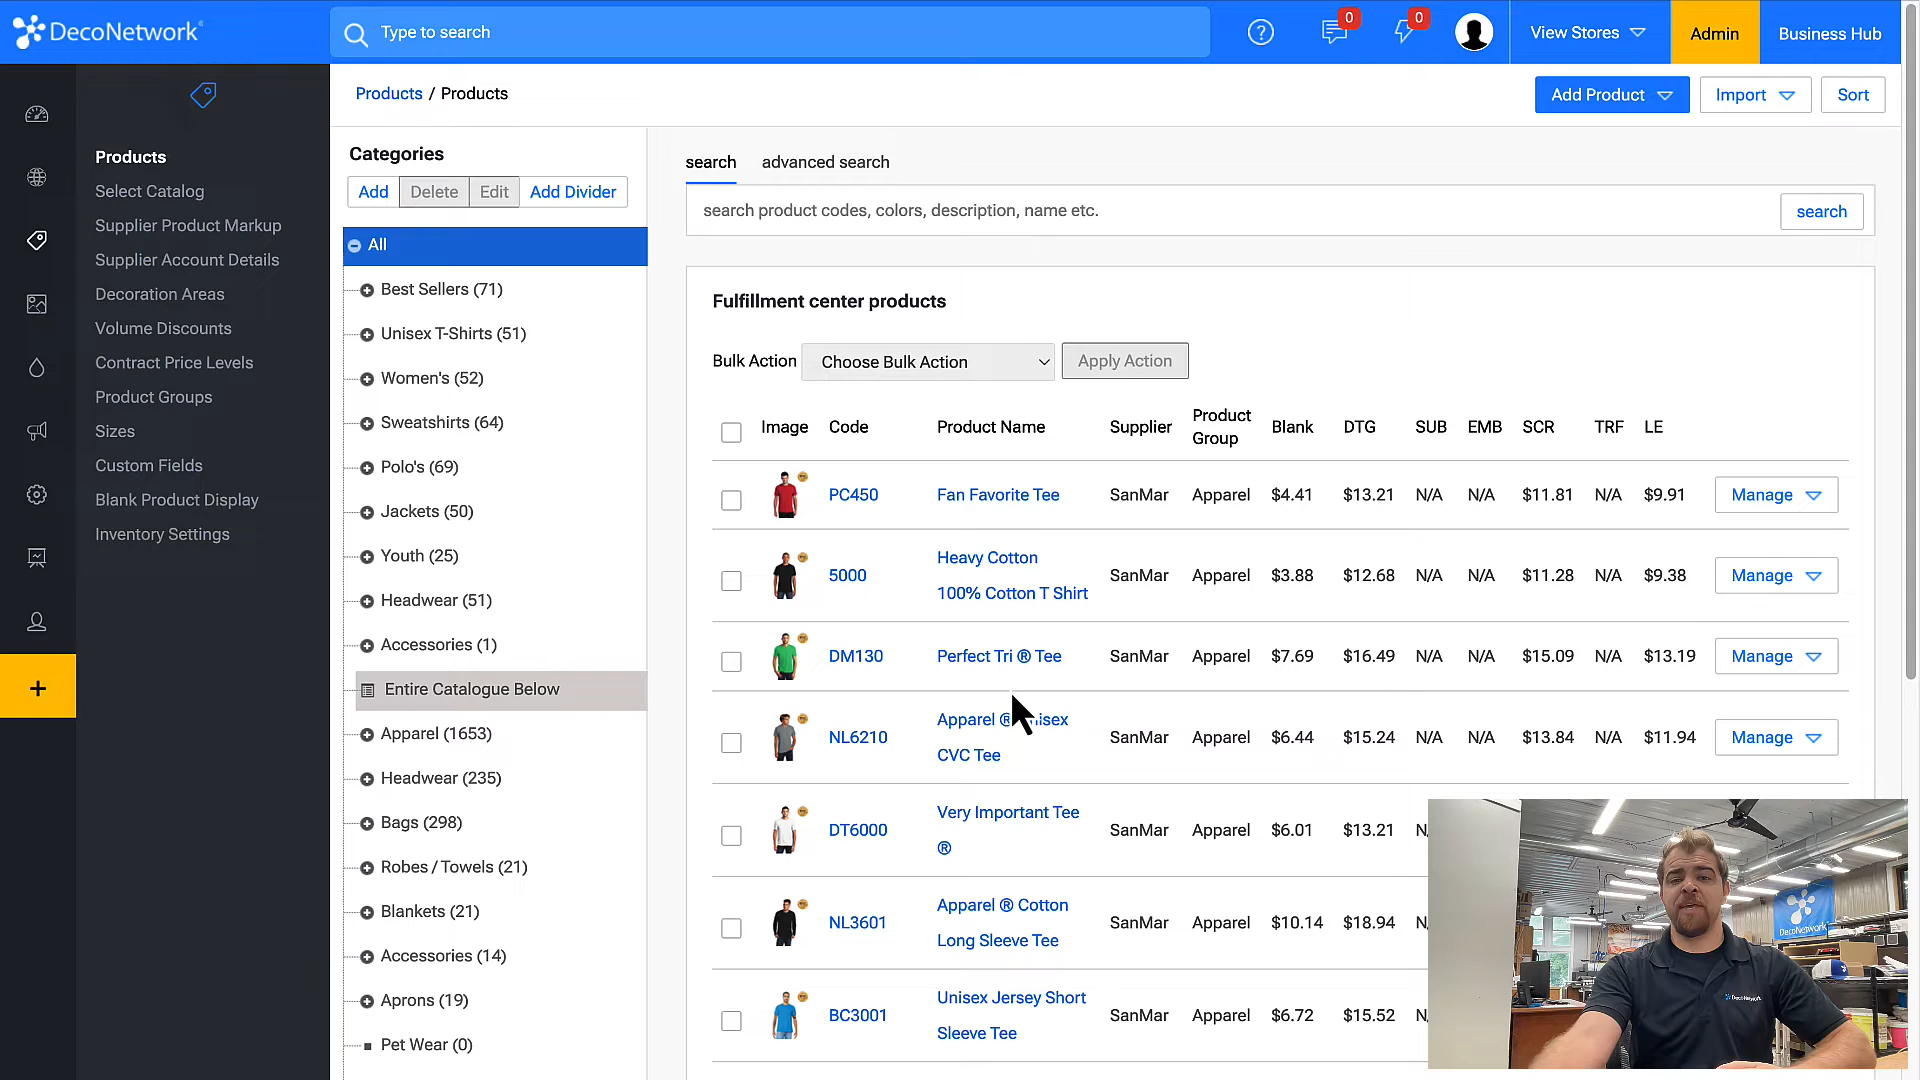 DecoNetwork
Type to search
0
0
View Stores
Admin
Business Hub
Products / Products
Add Product
Import
Sort
Products
Select Catalog
Supplier Product Markup
Supplier Account Details
Decoration Areas
Volume Discounts
Contract Price Levels
Product Groups
Sizes
Custom Fields
Blank Product Display
Inventory Settings
Categories
Add Delete Edit Add Divider
All
Best Sellers (71)
Unisex T-Shirts (51)
Women's (52)
Sweatshirts (64)
Polo's (69)
Jackets (50)
Youth (25)
Headwear (51)
Accessories (1)
Entire Catalogue Below
Apparel (1653)
Headwear (235)
Bags (298)
Robes / Towels (21)
Blankets (21)
Accessories (14)
Aprons (19)
Pet Wear (0)
search advanced search
search product codes, colors, description, name etc.
search
Fulfillment center products
Bulk Action Choose Bulk Action Apply Action
Image Code Product Name Supplier Product Group Blank DTG SUB EMB SCR TRF LE
PC450 Fan Favorite Tee SanMar Apparel $4.41 $13.21 N/A N/A $11.81 N/A $9.91 Manage
5000 Heavy Cotton 100% Cotton T Shirt SanMar Apparel $3.88 $12.68 N/A N/A $11.28 N/A $9.38 Manage
DM130 Perfect Tri ® Tee SanMar Apparel $7.69 $16.49 N/A N/A $15.09 N/A $13.19 Manage
NL6210 Apparel ® isex CVC Tee SanMar Apparel $6.44 $15.24 N/A N/A $13.84 N/A $11.94 Manage
DT6000 Very Important Tee ® SanMar Apparel $6.01 $13.21
NL3601 Apparel ® Cotton Long Sleeve Tee SanMar Apparel $10.14 $18.94
BC3001 Unisex Jersey Short Sleeve Tee SanMar Apparel $6.72 $15.52
DecoNetwork
DecoNetwork